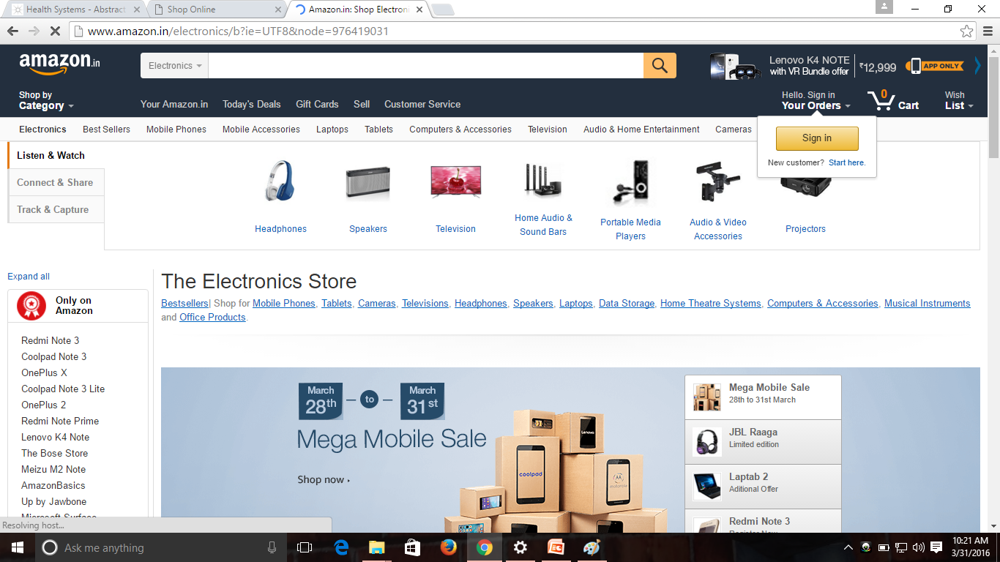 Health Systems - Abstract
Shop Online
Amazon.in: Shop Electroni
www.amazon.in/electronics/b?ie=UTF8&node=976419031
amazon.in
Electronics
Lenovo K4 NOTE
with VR Bundle offer
₹12,999
APP ONLY
Shop by
Category
Your Amazon.in
Today's Deals
Gift Cards
Sell
Customer Service
Hello. Sign in
Your Orders
0
Cart
Wish
List
Electronics
Best Sellers
Mobile Phones
Mobile Accessories
Laptops
Tablets
Computers & Accessories
Television
Audio & Home Entertainment
Cameras
Sign in
New customer? Start here.
Listen & Watch
Connect & Share
Track & Capture
Headphones
Speakers
Television
Home Audio &
Sound Bars
Portable Media
Players
Audio & Video
Accessories
Projectors
Expand all
Only on
Amazon
Redmi Note 3
Coolpad Note 3
OnePlus X
Coolpad Note 3 Lite
OnePlus 2
Redmi Note Prime
Lenovo K4 Note
The Bose Store
Meizu M2 Note
AmazonBasics
Up by Jawbone
Microsoft Surface
Resolving host...
The Electronics Store
Bestsellers| Shop for Mobile Phones, Tablets, Cameras, Televisions, Headphones, Speakers, Laptops, Data Storage, Home Theatre Systems, Computers & Accessories, Musical Instruments
and Office Products.
March
28th
to
March
31st
Mega Mobile Sale
Shop now
Lenovo
coolpad
motorola
Mega Mobile Sale
28th to 31st March
JBL Raaga
Limited edition
Laptab 2
Aditional Offer
Redmi Note 3
Register Now
Ask me anything
10:21 AM
3/31/2016